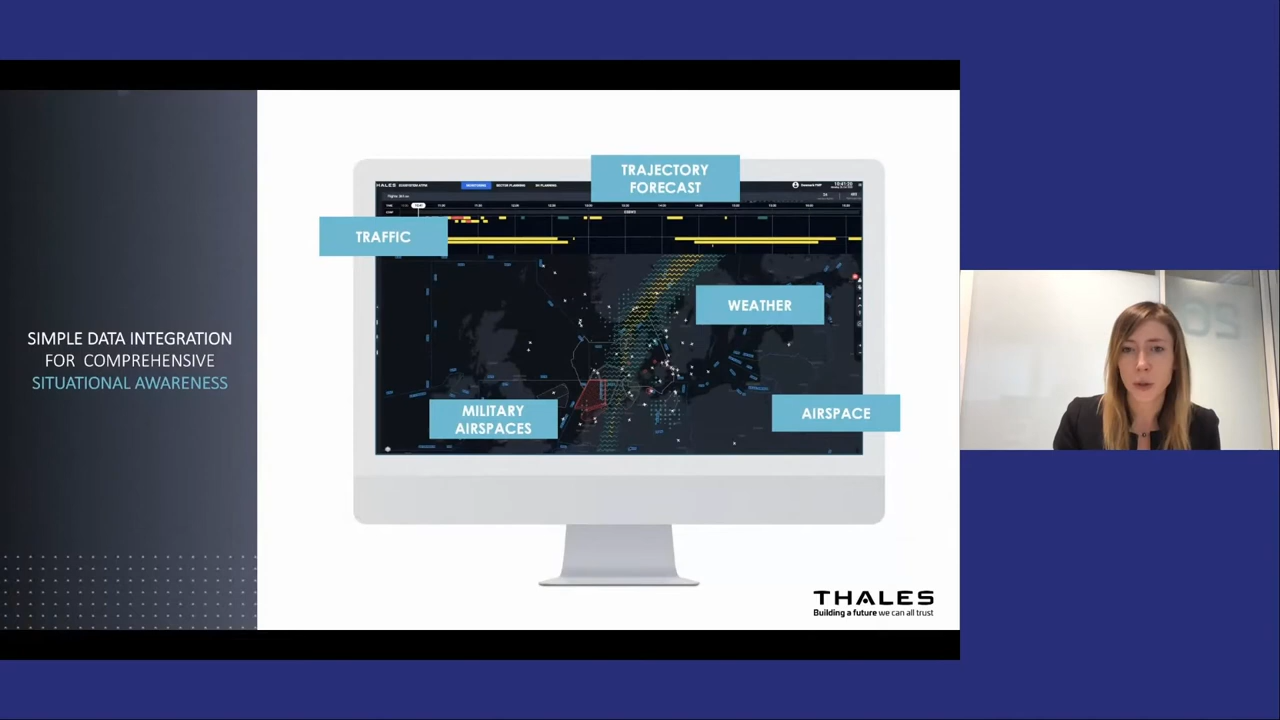 SIMPLE DATA INTEGRATION
FOR COMPREHENSIVE
SITUATIONAL AWARENESS
TRAJECTORY
FORECAST
TRAFFIC
WEATHER
MILITARY
AIRSPACES
AIRSPACE
THALES
Building a future we can all trust